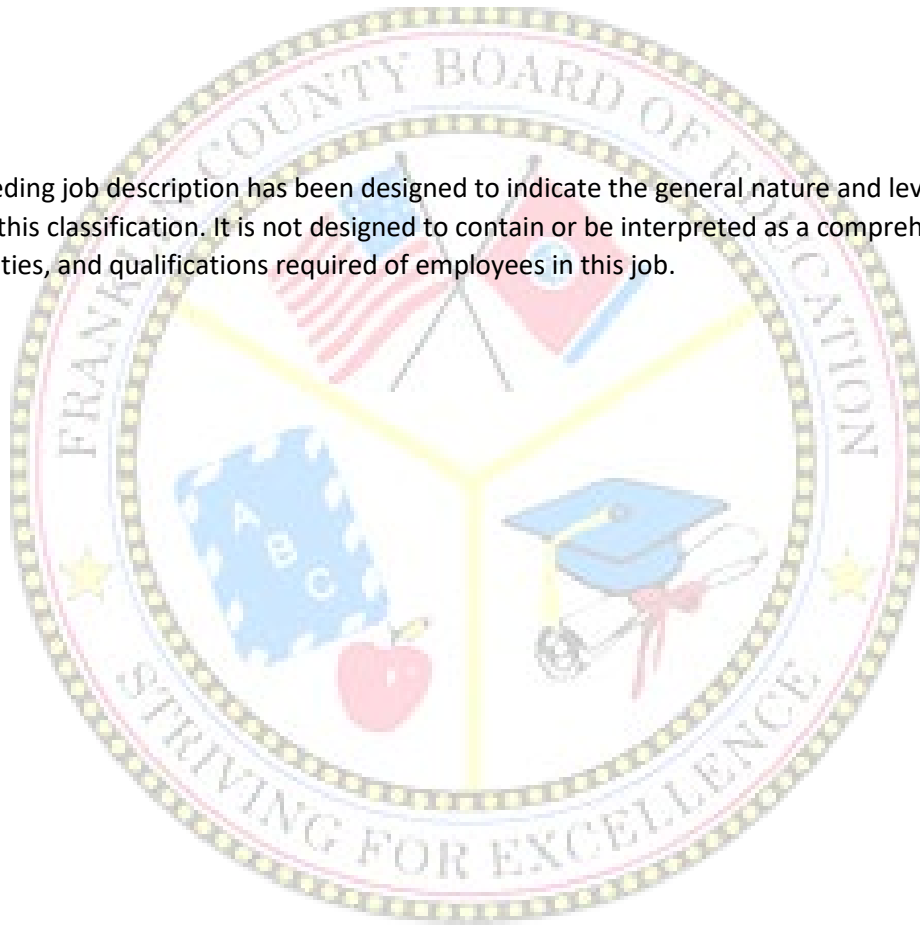 FRANKLIN COUNTY BOARD OF EDUCATION
eding job description has been designed to indicate the general nature and lev
this classification. It is not designed to contain or be interpreted as a compreh
ties, and qualifications required of employees in this job.
A
B
C
STRIVING FOR EXCELLENCE